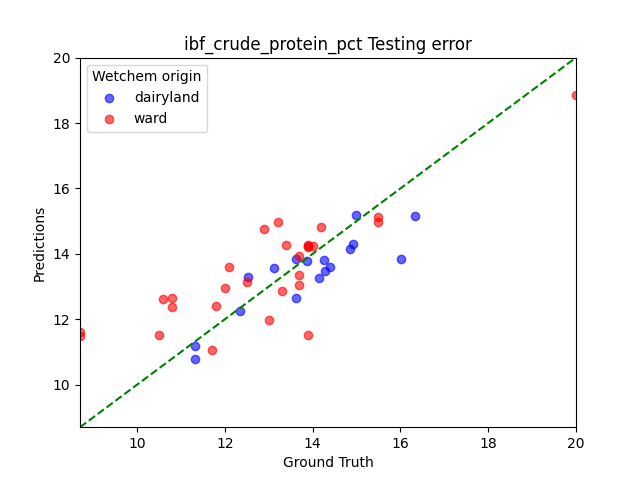 ibf_crude_protein_pct Testing error
Wetchem origin
dairyland
ward
Predictions
20
18
16
14
12
10
10
12
14
16
18
20
Ground Truth